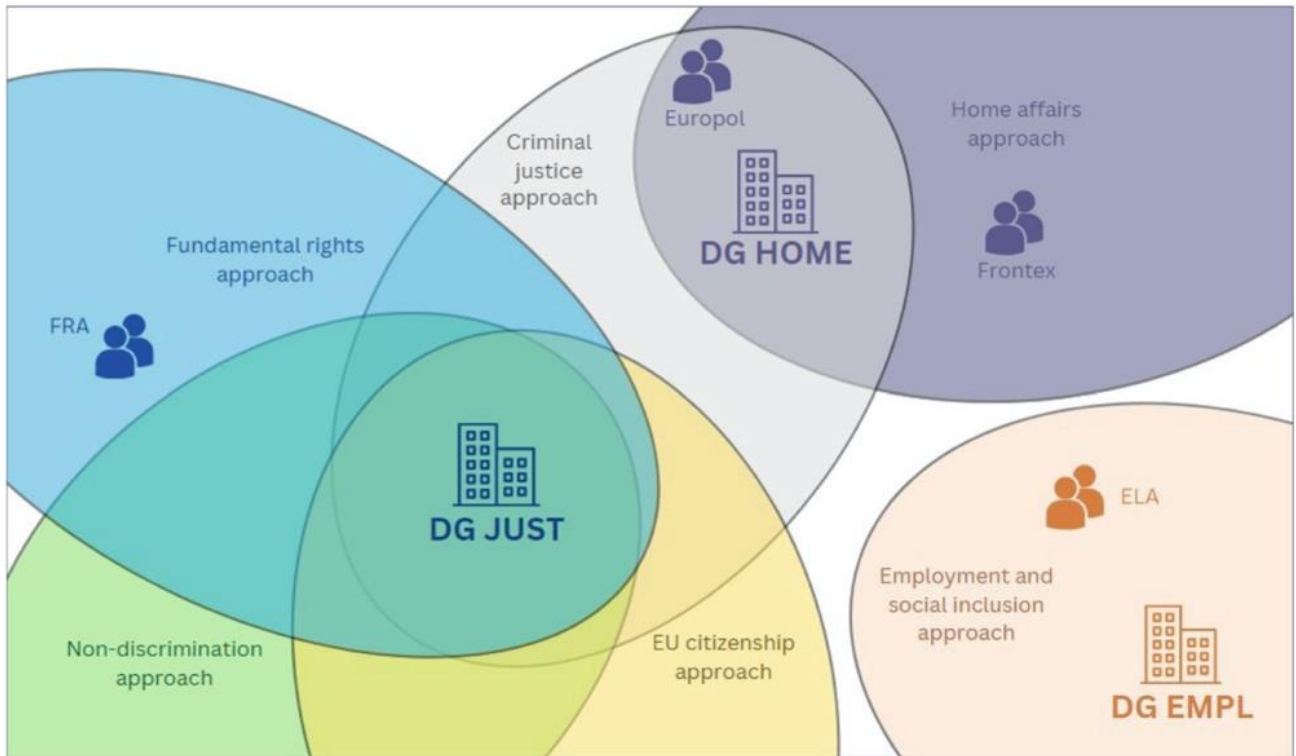 Europol
Home affairs
approach
Criminal
justice
approach
DG HOME
Frontex
Fundamental rights
approach
FRA
DG JUST
ELA
Employment and
social inclusion
approach
Non-discrimination
approach
EU citizenship
approach
DG EMPL